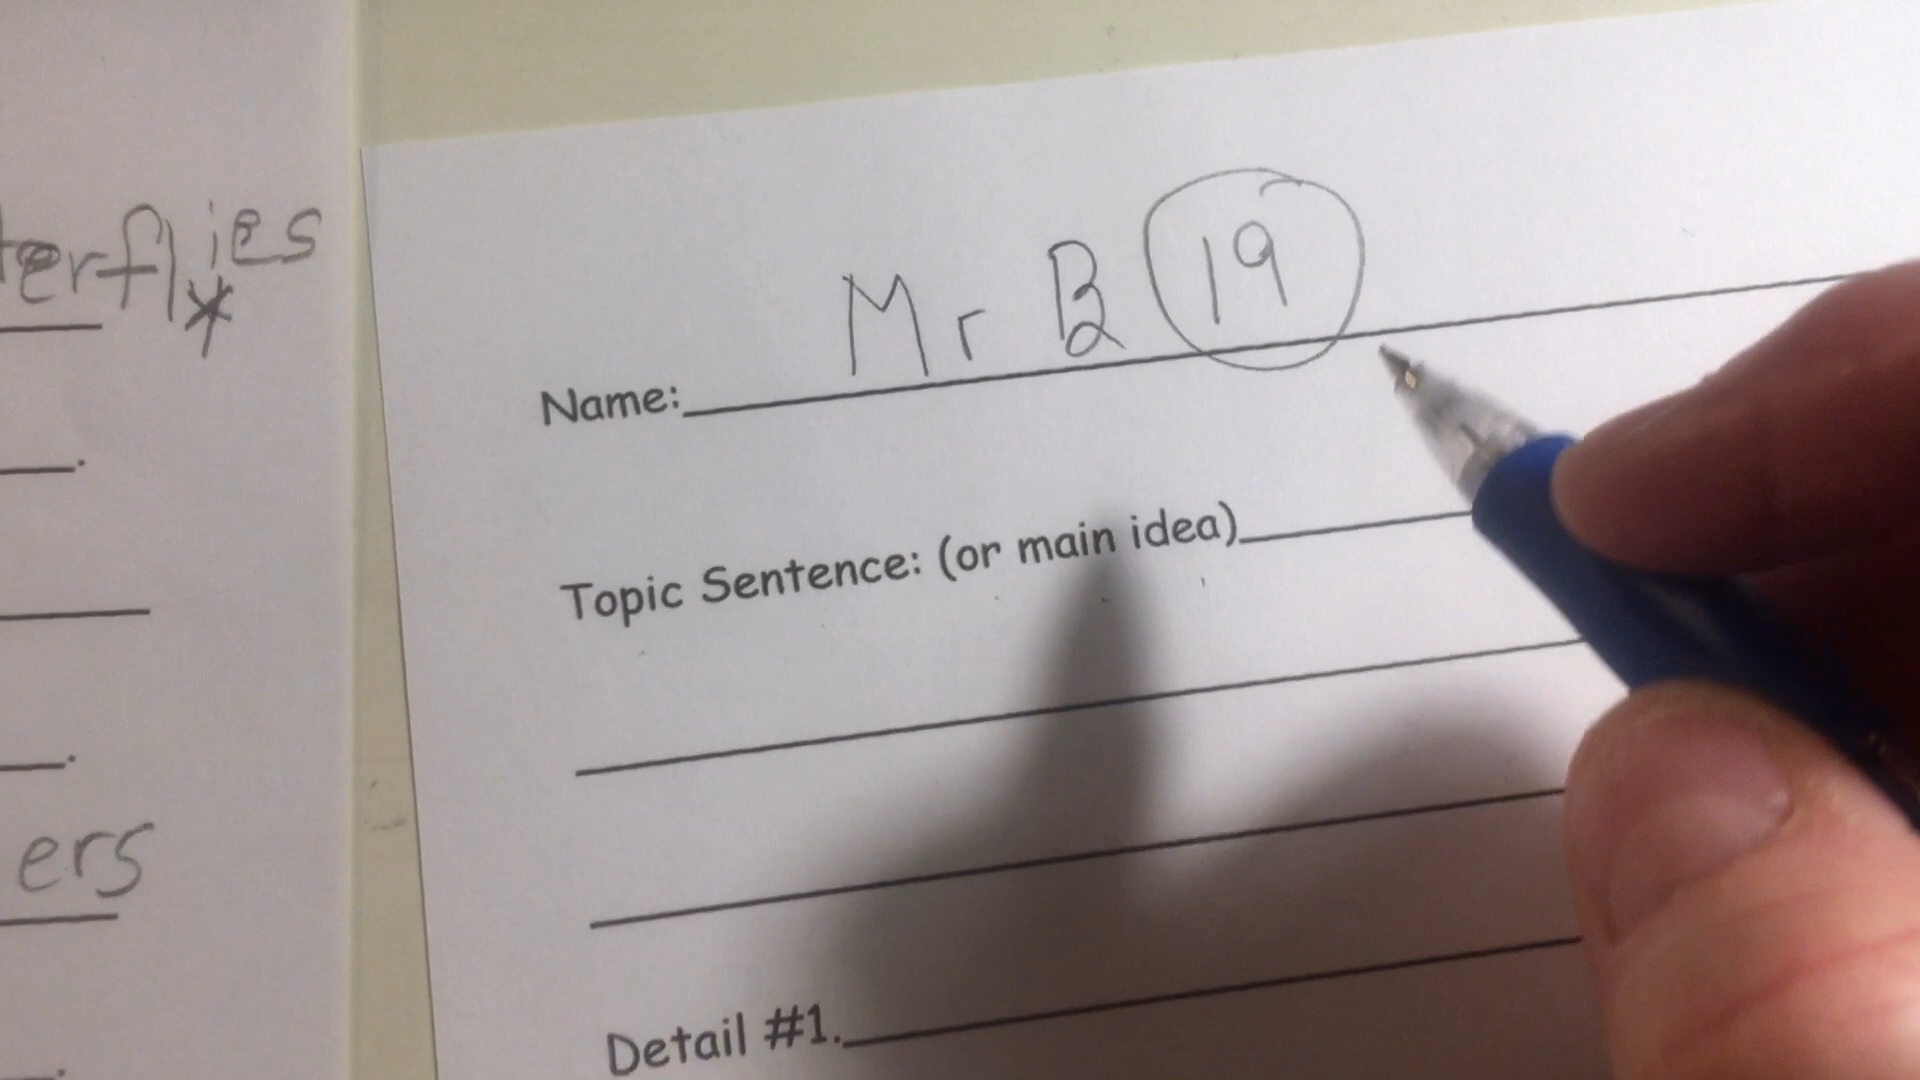 terflies
ers
Mr B 19
Name:
Topic Sentence: (or main idea)
Detail #1.